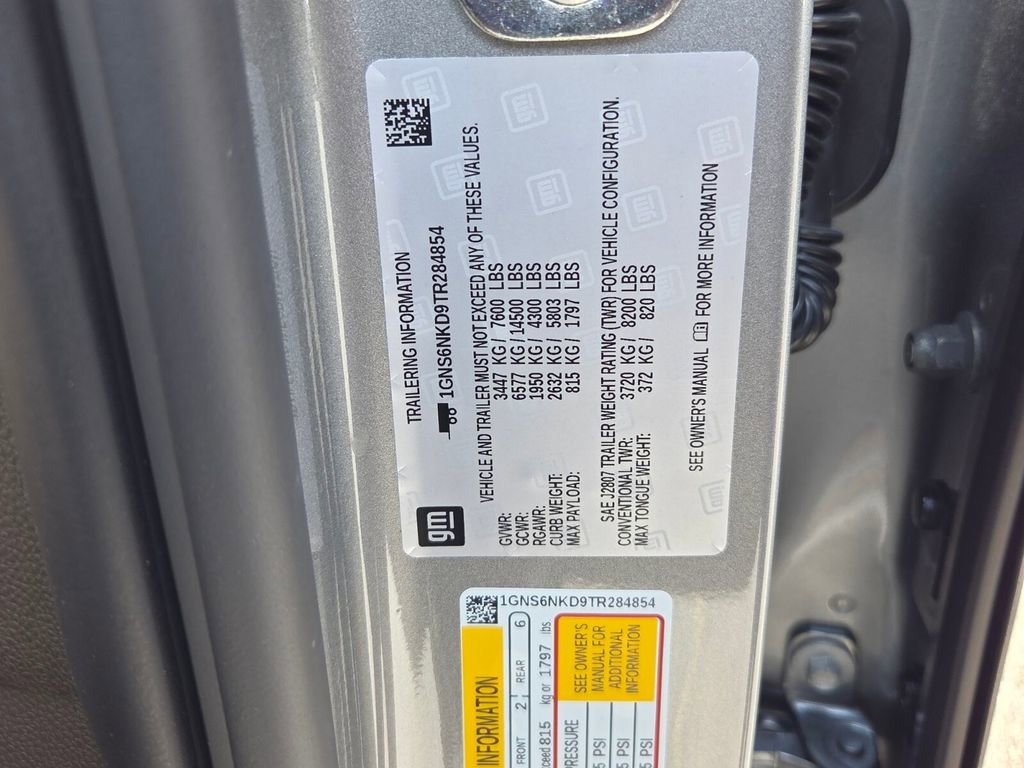 gm
TRAILERING INFORMATION
1GNS6NKD9TR284854
VEHICLE AND TRAILER MUST NOT EXCEED ANY OF THESE VALUES.
GVWR: 3447 KG / 7600 LBS
GCWR: 6577 KG / 14500 LBS
RGAWR: 1950 KG / 4300 LBS
CURB WEIGHT: 2632 KG / 5803 LBS
MAX PAYLOAD: 815 KG / 1797 LBS
SAE J2807 TRAILER WEIGHT RATING (TWR) FOR VEHICLE CONFIGURATION.
CONVENTIONAL TWR: 3720 KG / 8200 LBS
MAX TONGUE WEIGHT: 372 KG / 820 LBS
SEE OWNER'S MANUAL FOR MORE INFORMATION
1GNS6NKD9TR284854
INFORMATION
FRONT 2 REAR 6
815 kg or 1797 lbs
PRESSURE
PSI
PSI
PSI
SEE OWNER'S
MANUAL FOR
ADDITIONAL
INFORMATION